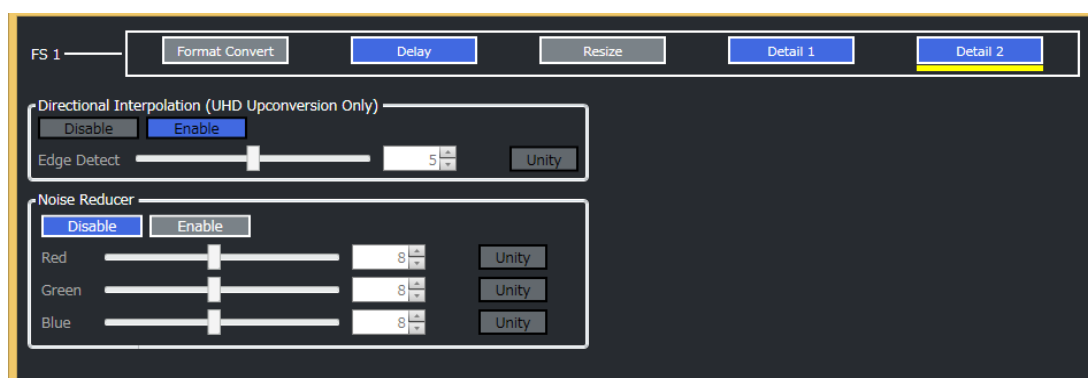 FS 1 Format Convert Delay Resize Detail 1 Detail 2
Directional Interpolation (UHD Upconversion Only)
Disable Enable
Edge Detect 5 Unity
Noise Reducer
Disable Enable
Red 8 Unity
Green 8 Unity
Blue 8 Unity